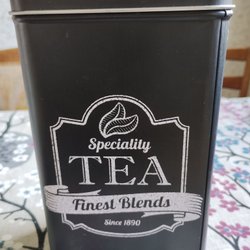 Speciality
TEA
Finest Blends
Since 1890